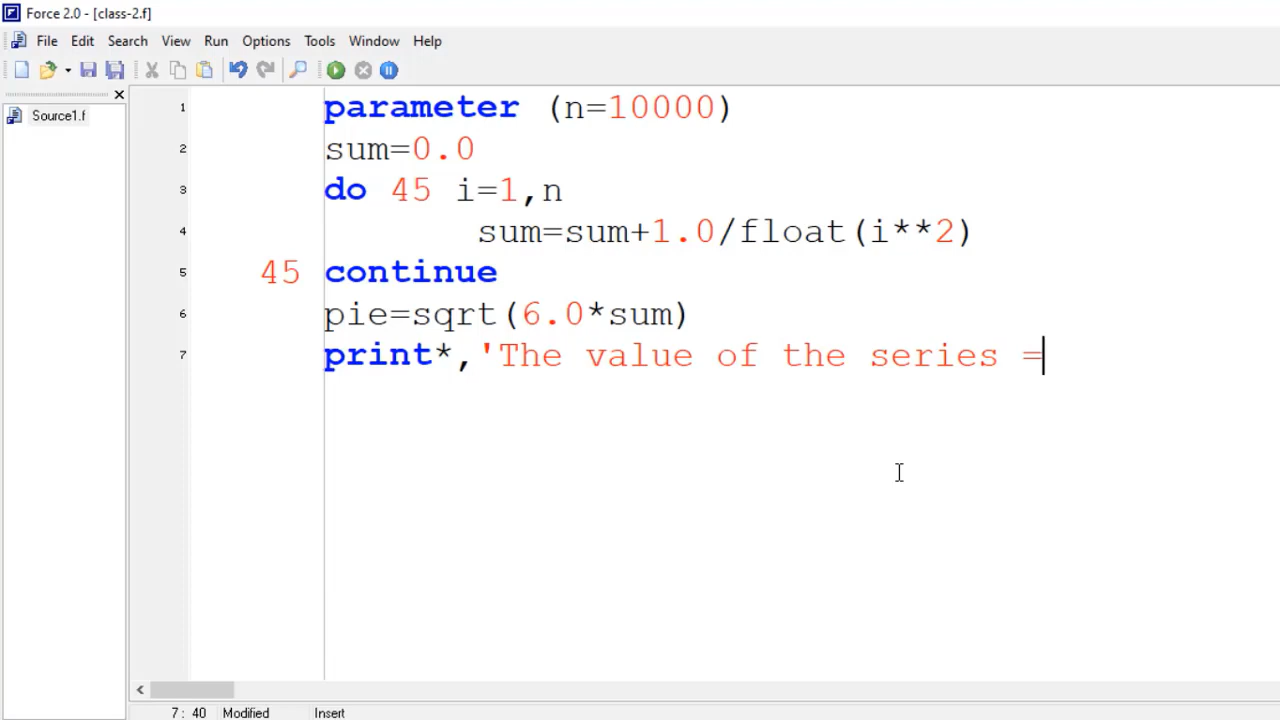 Force 2.0 - [class-2.f]
File Edit Search View Run Options Tools Window Help
Source1.f
1 parameter (n=10000)
2 sum=0.0
3 do 45 i=1,n
4 sum=sum+1.0/float(i**2)
5 45 continue
6 pie=sqrt(6.0*sum)
7 print*,'The value of the series =
7: 40 Modified Insert